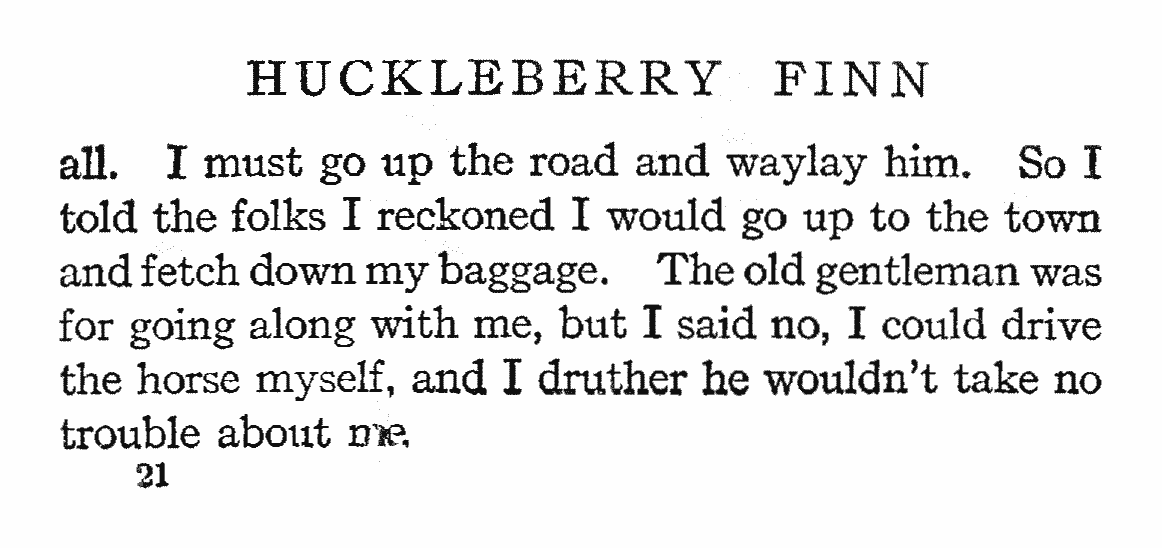 HUCKLEBERRY FINN
all. I must go up the road and waylay him. So I
told the folks I reckoned I would go up to the town
and fetch down my baggage. The old gentleman was
for going along with me, but I said no, I could drive
the horse myself, and I druther he wouldn't take no
trouble about me.
21